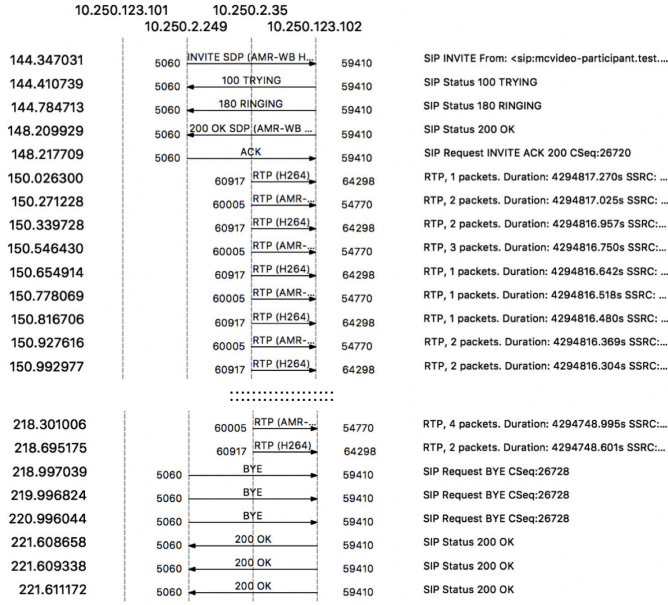 10.250.123.101 10.250.2.35
10.250.2.249 10.250.123.102
144.347031 5060 INVITE SDP (AMR-WB H... 59410 SIP INVITE From: <sip:mcvideo-participant.test....
144.410739 5060 100 TRYING 59410 SIP Status 100 TRYING
144.784713 5060 180 RINGING 59410 SIP Status 180 RINGING
148.209929 5060 200 OK SDP (AMR-WB ... 59410 SIP Status 200 OK
148.217709 5060 ACK 59410 SIP Request INVITE ACK 200 CSeq:26720
150.026300 60917 RTP (H264) 64298 RTP, 1 packets. Duration: 4294817.270s SSRC: ...
150.271228 60005 RTP (AMR-... 54770 RTP, 2 packets. Duration: 4294817.025s SSRC: ...
150.339728 60917 RTP (H264) 64298 RTP, 2 packets. Duration: 4294816.957s SSRC:...
150.546430 60005 RTP (AMR-... 54770 RTP, 3 packets. Duration: 4294816.750s SSRC:...
150.654914 60917 RTP (H264) 64298 RTP, 1 packets. Duration: 4294816.642s SSRC: ...
150.778069 60005 RTP (AMR-... 54770 RTP, 1 packets. Duration: 4294816.518s SSRC: ...
150.816706 60917 RTP (H264) 64298 RTP, 1 packets. Duration: 4294816.480s SSRC: ...
150.927616 60005 RTP (AMR-... 54770 RTP, 2 packets. Duration: 4294816.369s SSRC:...
150.992977 60917 RTP (H264) 64298 RTP, 2 packets. Duration: 4294816.304s SSRC:...
218.301006 60005 RTP (AMR-... 54770 RTP, 4 packets. Duration: 4294748.995s SSRC:...
218.695175 60917 RTP (H264) 64298 RTP, 2 packets. Duration: 4294748.601s SSRC:...
218.997039 5060 BYE 59410 SIP Request BYE CSeq:26728
219.996824 5060 BYE 59410 SIP Request BYE CSeq:26728
220.996044 5060 BYE 59410 SIP Request BYE CSeq:26728
221.608658 5060 200 OK 59410 SIP Status 200 OK
221.609338 5060 200 OK 59410 SIP Status 200 OK
221.611172 5060 200 OK 59410 SIP Status 200 OK